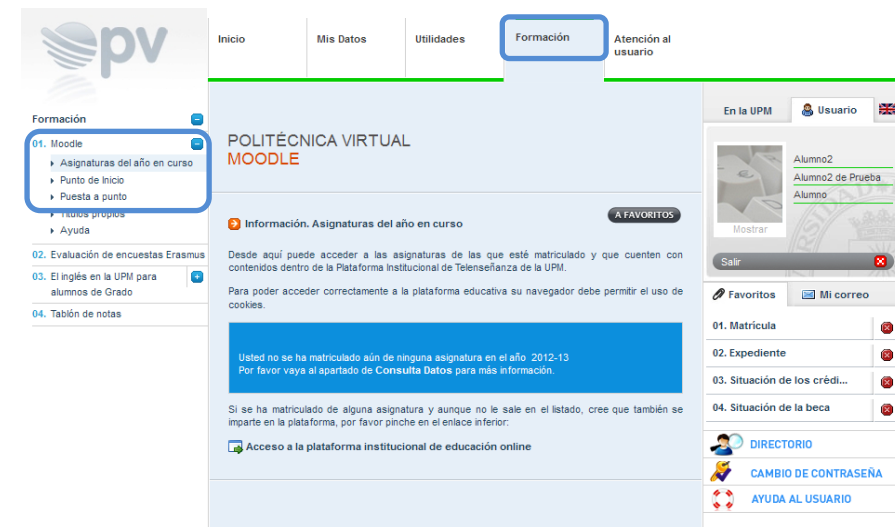 pv
Inicio
Mis Datos
Utilidades
Formación
Atención al
usuario
Formación
01. Moodle
Asignaturas del año en curso
Punto de Inicio
Puesta a punto
Títulos propios
Ayuda
02. Evaluación de encuestas Erasmus
03. El inglés en la UPM para
alumnos de Grado
04. Tablón de notas
POLITÉCNICA VIRTUAL
MOODLE
Información. Asignaturas del año en curso
A FAVORITOS
Desde aquí puede acceder a las asignaturas de las que esté matriculado y que cuenten con
contenidos dentro de la Plataforma Institucional de Telenseñanza de la UPM.
Para poder acceder correctamente a la plataforma educativa su navegador debe permitir el uso de
cookies.
Usted no se ha matriculado aún de ninguna asignatura en el año 2012-13
Por favor vaya al apartado de Consulta Datos para más información.
Si se ha matriculado de alguna asignatura y aunque no le sale en el listado, cree que también se
imparte en la plataforma, por favor pinche en el enlace inferior:
Acceso a la plataforma institucional de educación online
En la UPM
Usuario
Alumno2
Alumno2 de Prueba
Alumno
Mostrar
Salir
Favoritos
Mi correo
01. Matrícula
02. Expediente
03. Situación de los crédi...
04. Situación de la beca
DIRECTORIO
CAMBIO DE CONTRASEÑA
AYUDA AL USUARIO